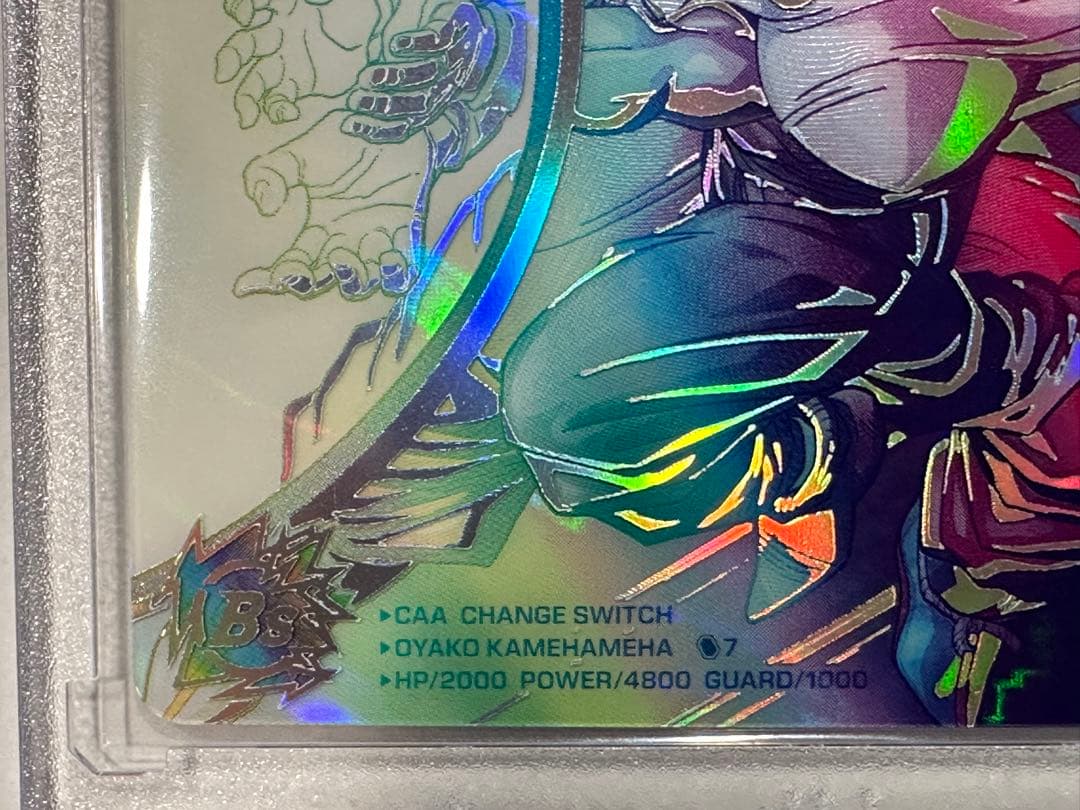 ▶CAA CHANGE SWITCH
▶OYAKO KAMEHAMEHA 7
▶HP/2000 POWER/4800 GUARD/1000